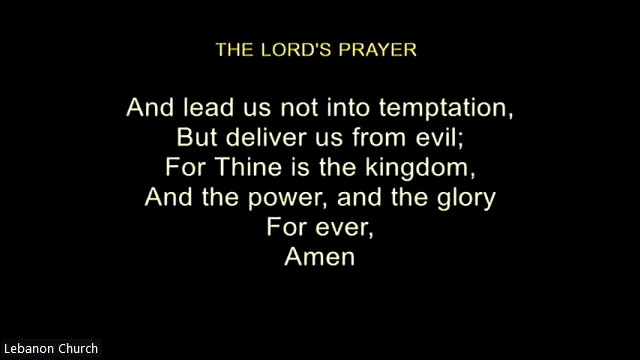 THE LORD'S PRAYER
And lead us not into temptation,
But deliver us from evil;
For Thine is the kingdom,
And the power, and the glory
For ever,
Amen
Lebanon Church